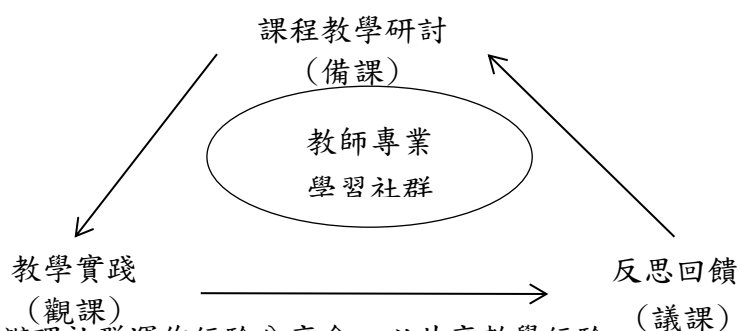 課程教學研討
（備課）
教師專業
學習社群
教學實踐
（觀課）
反思回饋
（議課）